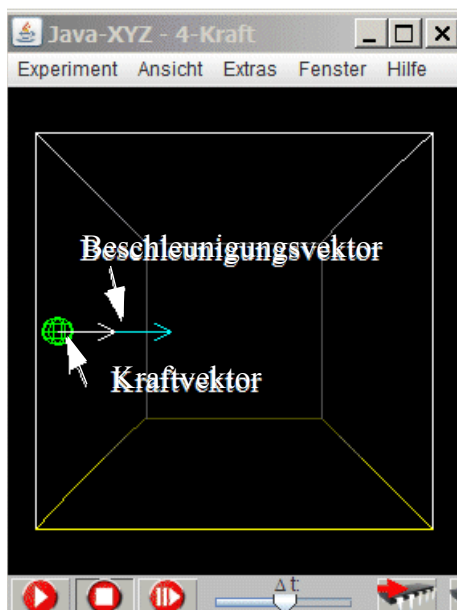 Java-XYZ - 4-Kraft
Experiment Ansicht Extras Fenster Hilfe
Beschleunigungsvektor
Kraftvektor
Δt